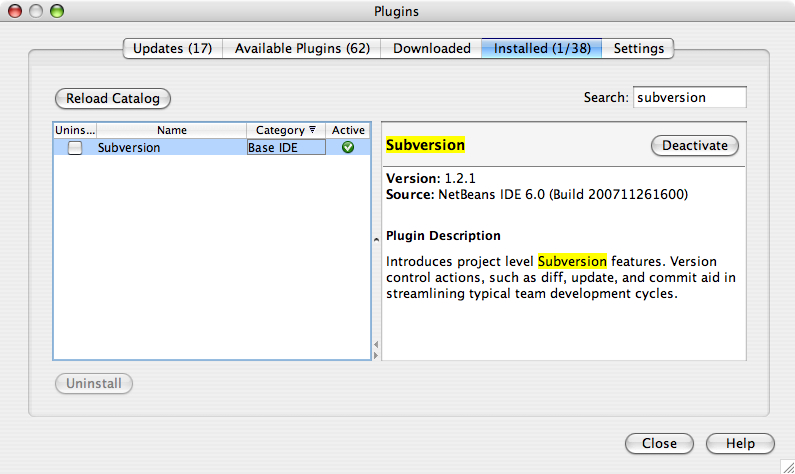 Plugins
Updates (17) Available Plugins (62) Downloaded Installed (1/38) Settings
Reload Catalog Search: subversion
Unins... Name Category Active
Subversion Base IDE
Subversion Deactivate
Version: 1.2.1
Source: NetBeans IDE 6.0 (Build 200711261600)
Plugin Description
Introduces project level Subversion features. Version
control actions, such as diff, update, and commit aid in
streamlining typical team development cycles.
Uninstall
Close Help